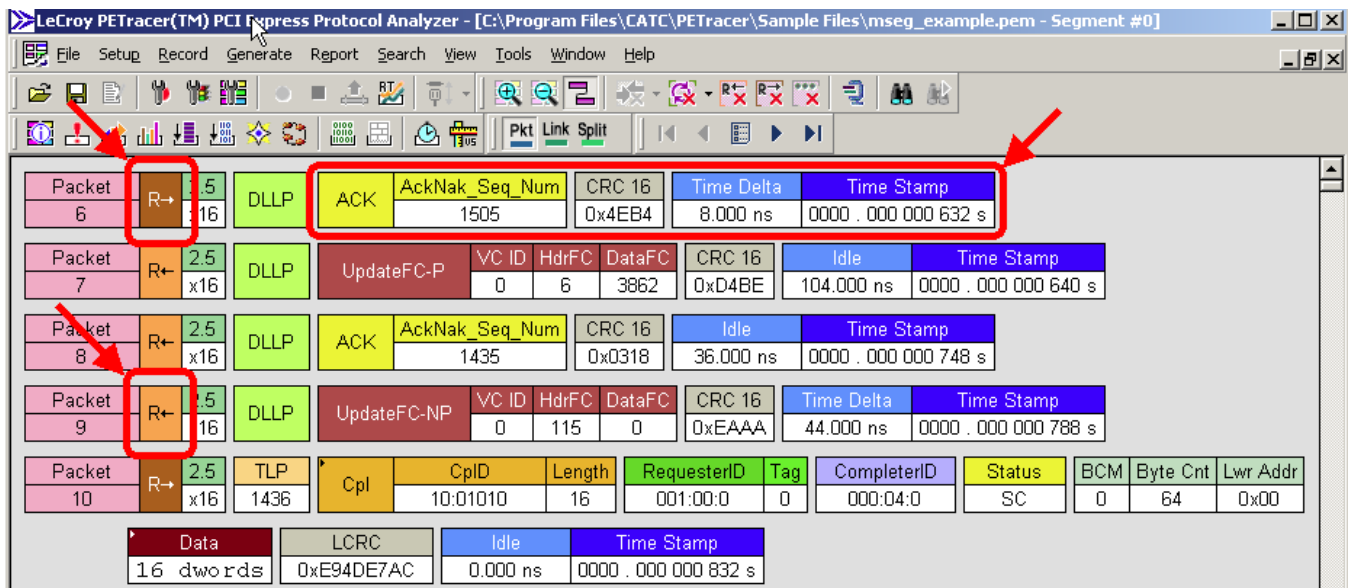 LeCroy PETracer(TM) PCI Express Protocol Analyzer - [C:\Program Files\CATC\PETracer\Sample Files\mseg_example.pem - Segment #0]
File Setup Record Generate Report Search View Tools Window Help
Pkt Link Split
Packet 6 R→ 2.5 x16 DLLP ACK AckNak_Seq_Num 1505 CRC 16 0x4EB4 Time Delta 8.000 ns Time Stamp 0000 . 000 000 632 s
Packet 7 R← 2.5 x16 DLLP UpdateFC-P VC ID 0 HdrFC 6 DataFC 3862 CRC 16 0xD4BE Idle 104.000 ns Time Stamp 0000 . 000 000 640 s
Packet 8 R← 2.5 x16 DLLP ACK AckNak_Seq_Num 1435 CRC 16 0x0318 Idle 36.000 ns Time Stamp 0000 . 000 000 748 s
Packet 9 R← 2.5 x16 DLLP UpdateFC-NP VC ID 0 HdrFC 115 DataFC 0 CRC 16 0xEAAA Time Delta 44.000 ns Time Stamp 0000 . 000 000 788 s
Packet 10 R→ 2.5 x16 TLP 1436 Cpl CplD 10:01010 Length 16 RequesterID 001:00:0 Tag 0 CompleterID 000:04:0 Status SC BCM 0 Byte Cnt 64 Lwr Addr 0x00
Data 16 dwords LCRC 0xE94DE7AC Idle 0.000 ns Time Stamp 0000 . 000 000 832 s